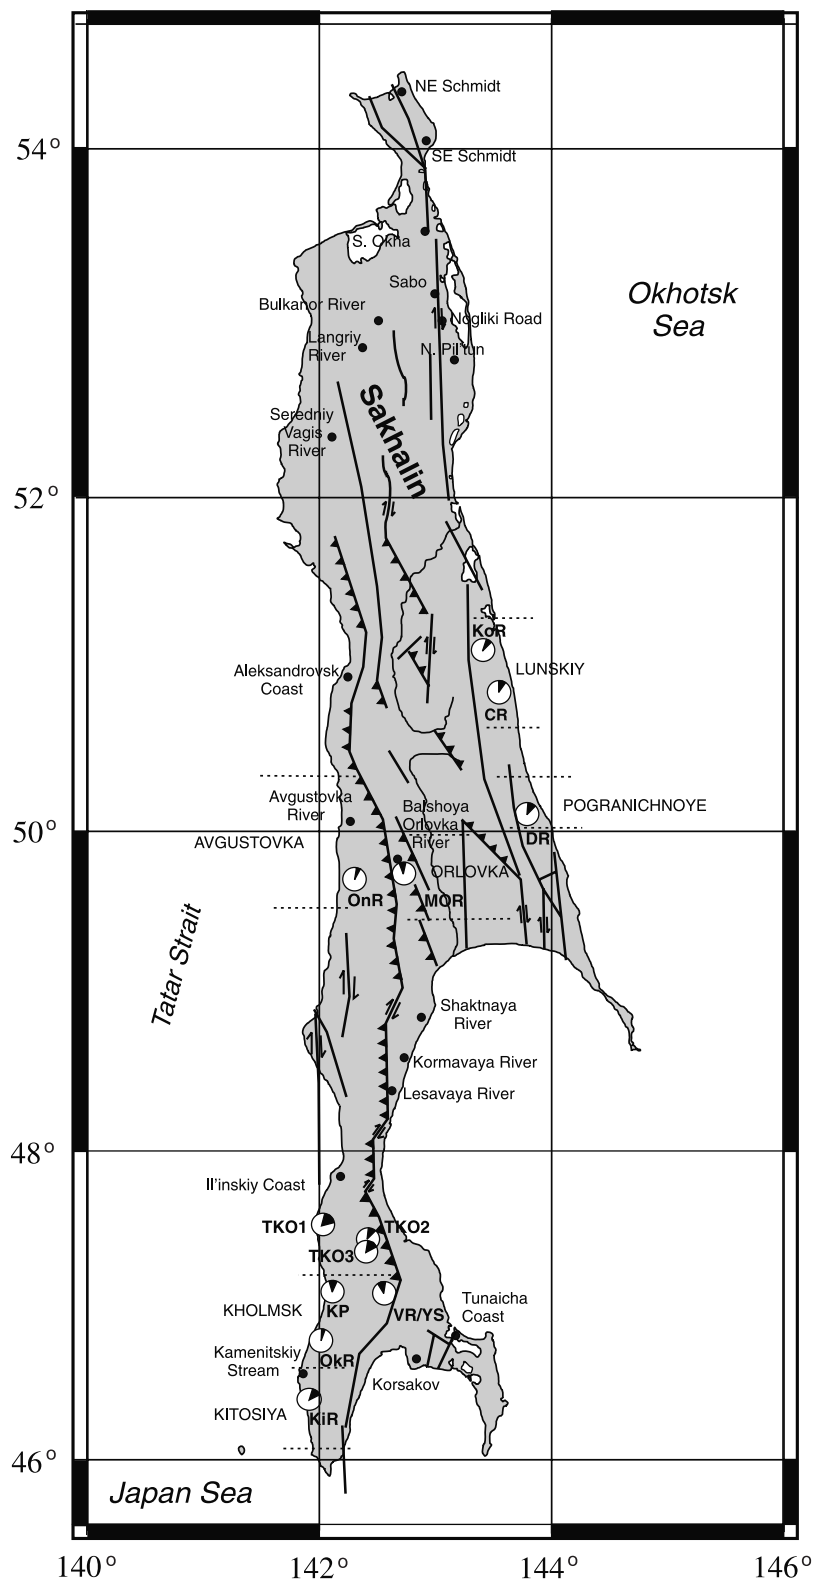 NE Schmidt
54°
SE Schmidt
S. Okha
Sabo
Okhotsk
Sea
Bulkanor River
Nogliki Road
Langriy
River
N. Pil'tun
Sakhalin
Seredniy
Vagis
River
52°
KoR
Aleksandrovsk
Coast
LUNSKIY
CR
Avgustovka
River
Balshoya
Orlovka
River
POGRANICHNOYE
50°
AVGUSTOVKA
DR
ORLOVKA
OnR
MOR
Tatar Strait
Shaktnaya
River
Kormavaya River
Lesavaya River
48°
Il'inskiy Coast
TKO1
TKO2
TKO3
KHOLMSK
KP
VR/YS
Tunaicha
Coast
Kamenitskiy
Stream
OkR
Korsakov
KITOSIYA
KiR
46°
Japan Sea
140°
142°
144°
146°